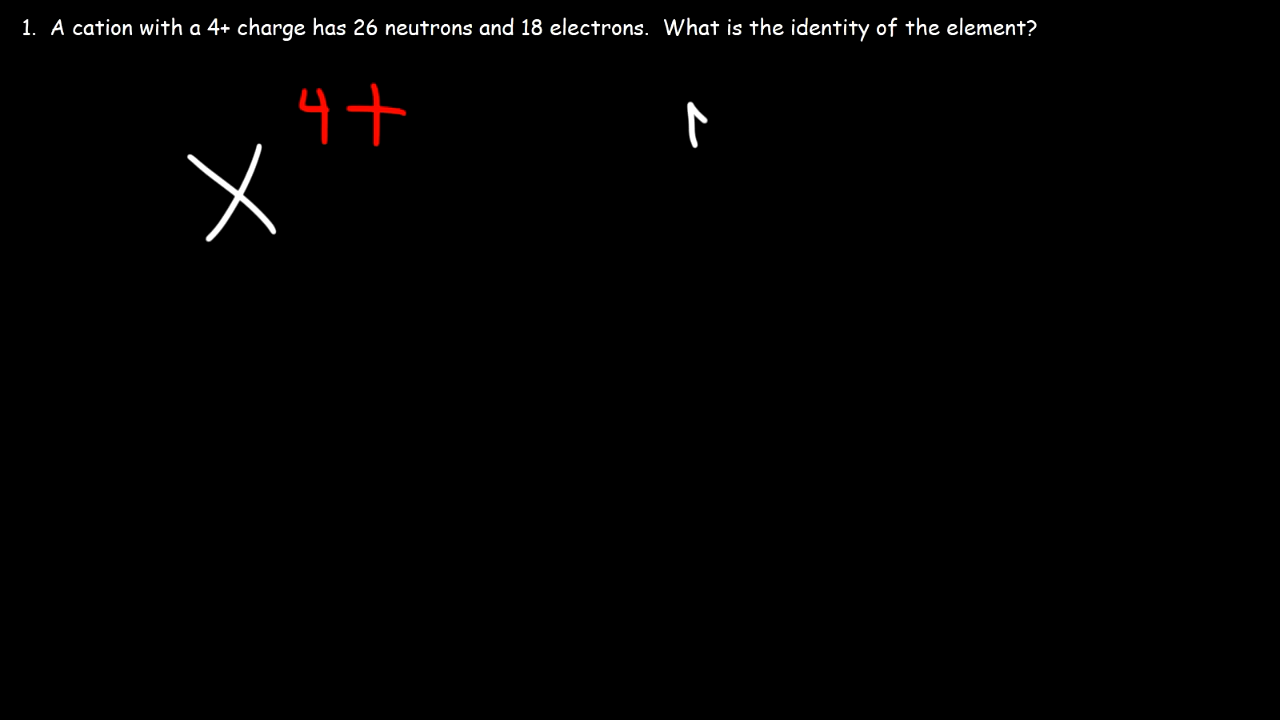 1. A cation with a 4+ charge has 26 neutrons and 18 electrons. What is the identity of the element?
X 4+